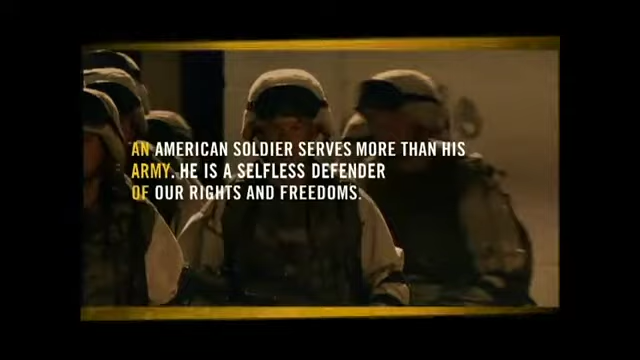 AN AMERICAN SOLDIER SERVES MORE THAN HIS
ARMY. HE IS A SELFLESS DEFENDER
OF OUR RIGHTS AND FREEDOMS.